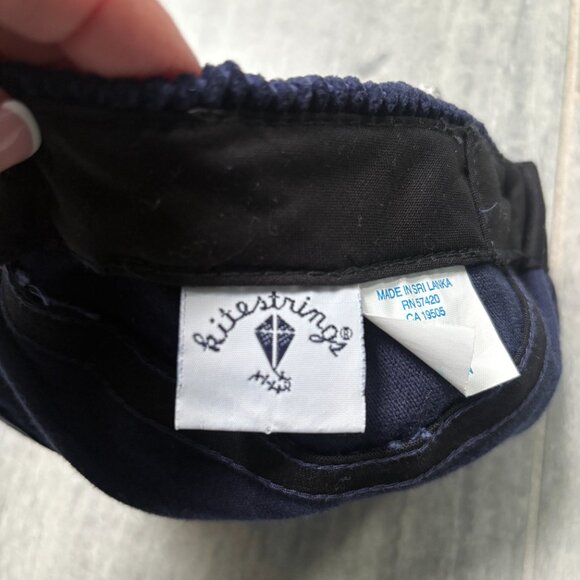 kitestrings®
MADE IN SRI LANKA
RN 57420
CA 19505